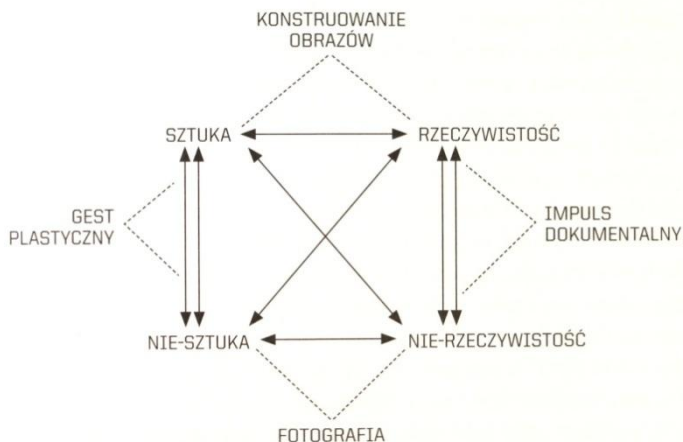 KONSTRUOWANIE
OBRAZÓW
SZTUKA
RZECZYWISTOŚĆ
GEST
PLASTYCZNY
IMPULS
DOKUMENTALNY
NIE-SZTUKA
NIE-RZECZYWISTOŚĆ
FOTOGRAFIA